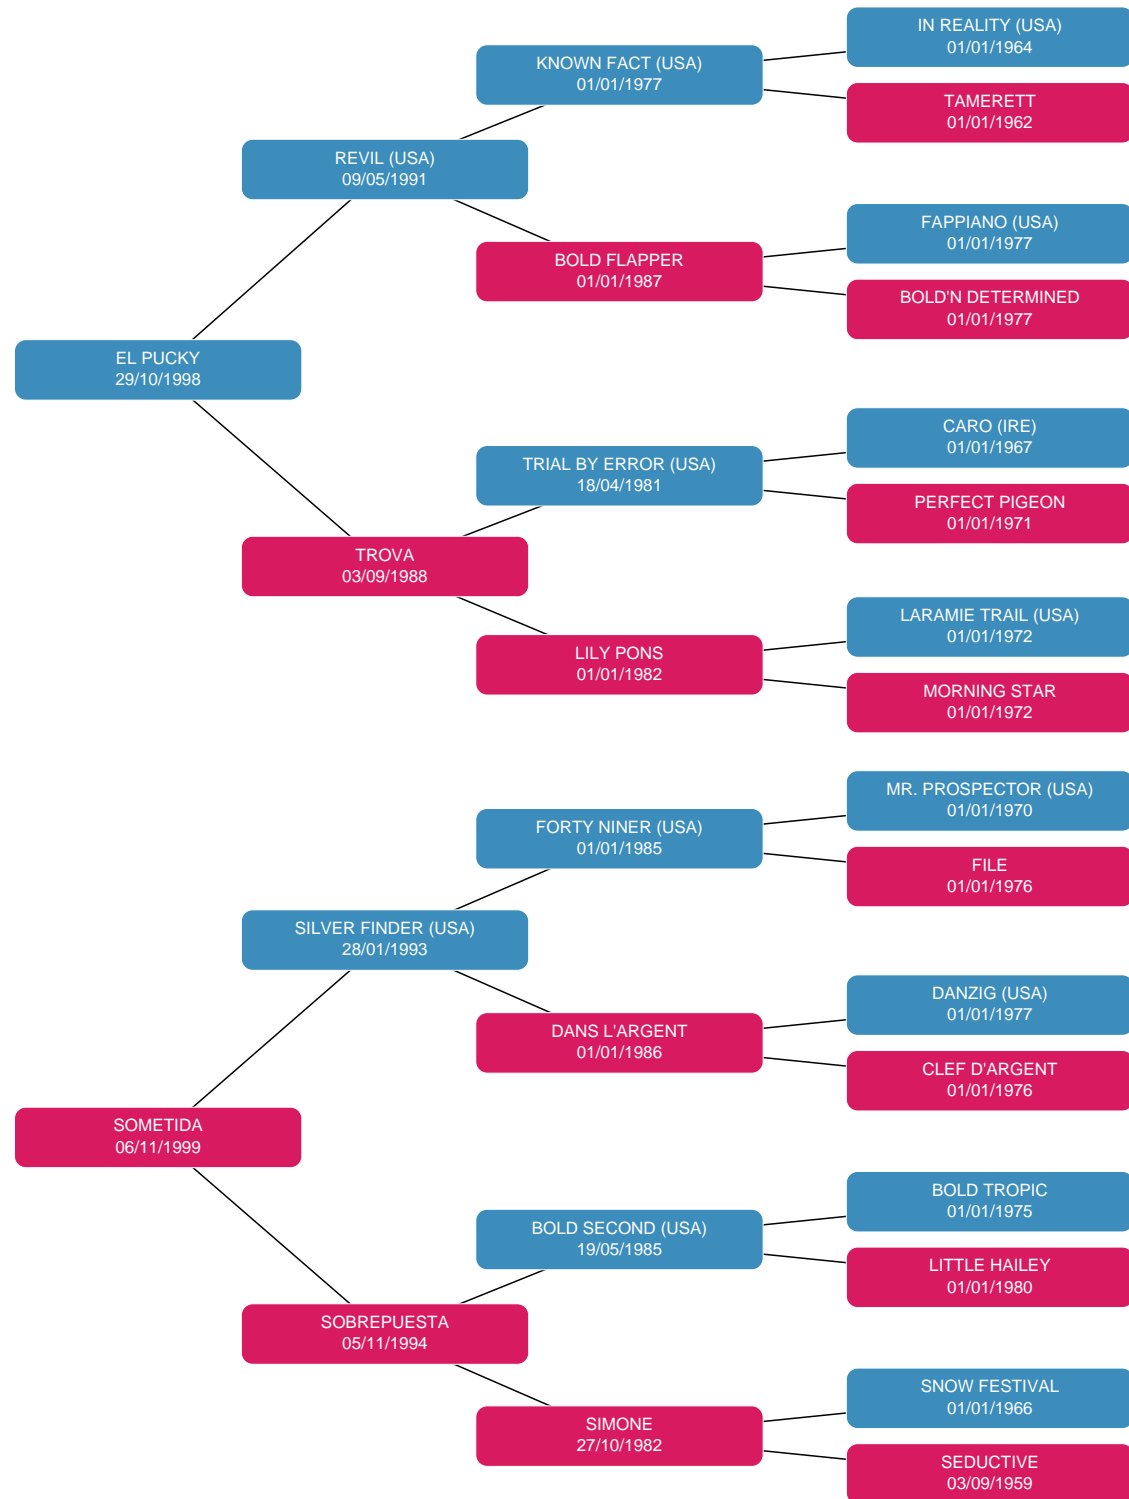 IN REALITY (USA)
01/01/1964
KNOWN FACT (USA)
01/01/1977
TAMERETT
01/01/1962
REVIL (USA)
09/05/1991
FAPPIANO (USA)
01/01/1977
BOLD FLAPPER
01/01/1987
BOLD'N DETERMINED
01/01/1977
EL PUCKY
29/10/1998
CARO (IRE)
01/01/1967
TRIAL BY ERROR (USA)
18/04/1981
PERFECT PIGEON
01/01/1971
TROVA
03/09/1988
LARAMIE TRAIL (USA)
01/01/1972
LILY PONS
01/01/1982
MORNING STAR
01/01/1972
MR. PROSPECTOR (USA)
01/01/1970
FORTY NINER (USA)
01/01/1985
FILE
01/01/1976
SILVER FINDER (USA)
28/01/1993
DANZIG (USA)
01/01/1977
DANS L'ARGENT
01/01/1986
CLEF D'ARGENT
01/01/1976
SOMETIDA
06/11/1999
BOLD TROPIC
01/01/1975
BOLD SECOND (USA)
19/05/1985
LITTLE HAILEY
01/01/1980
SOBREPUESTA
05/11/1994
SNOW FESTIVAL
01/01/1966
SIMONE
27/10/1982
SEDUCTIVE
03/09/1959